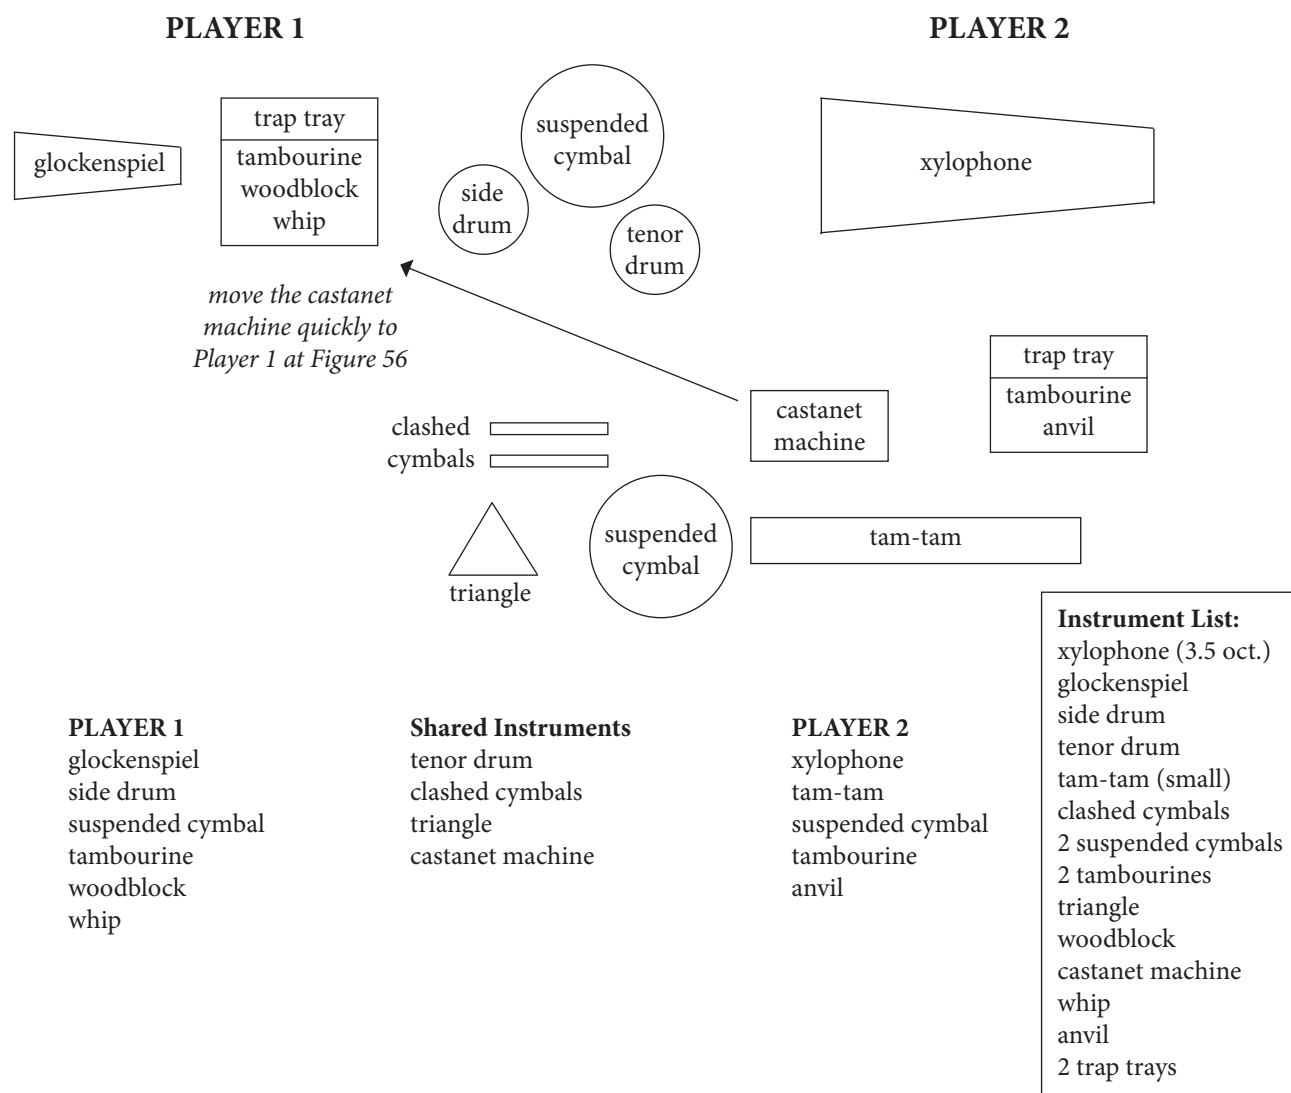 PLAYER 1
PLAYER 2
glockenspiel
trap tray
tambourine
woodblock
whip
suspended
cymbal
side
drum
tenor
drum
xylophone
move the castanet
machine quickly to
Player 1 at Figure 56
trap tray
tambourine
anvil
castanet
machine
clashed
cymbals
triangle
suspended
cymbal
tam-tam
PLAYER 1
glockenspiel
side drum
suspended cymbal
tambourine
woodblock
whip
Shared Instruments
tenor drum
clashed cymbals
triangle
castanet machine
PLAYER 2
xylophone
tam-tam
suspended cymbal
tambourine
anvil
Instrument List:
xylophone (3.5 oct.)
glockenspiel
side drum
tenor drum
tam-tam (small)
clashed cymbals
2 suspended cymbals
2 tambourines
triangle
woodblock
castanet machine
whip
anvil
2 trap trays